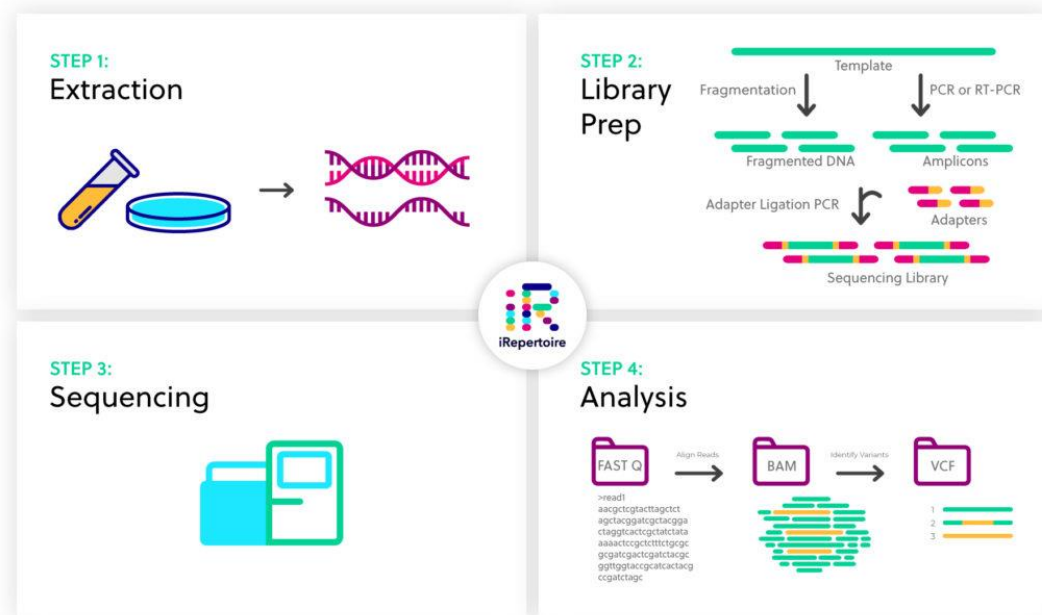 STEP 1:
Extraction
STEP 2:
Library
Prep
Template
Fragmentation
PCR or RT-PCR
Fragmented DNA
Amplicons
Adapter Ligation PCR
Adapters
Sequencing Library
iR
iRepertoire
STEP 3:
Sequencing
STEP 4:
Analysis
FAST Q
Align Reads
BAM
Identify Variants
VCF
>read1
aacgctcgtacttagctct
agctacggatcgctacgga
ctaggtcactcgctatctata
aaaactccgctctttctgcgc
gcgatcgactcgatctacgc
ggttggtaccgcatcactacg
ccgatctagc
1
2
3